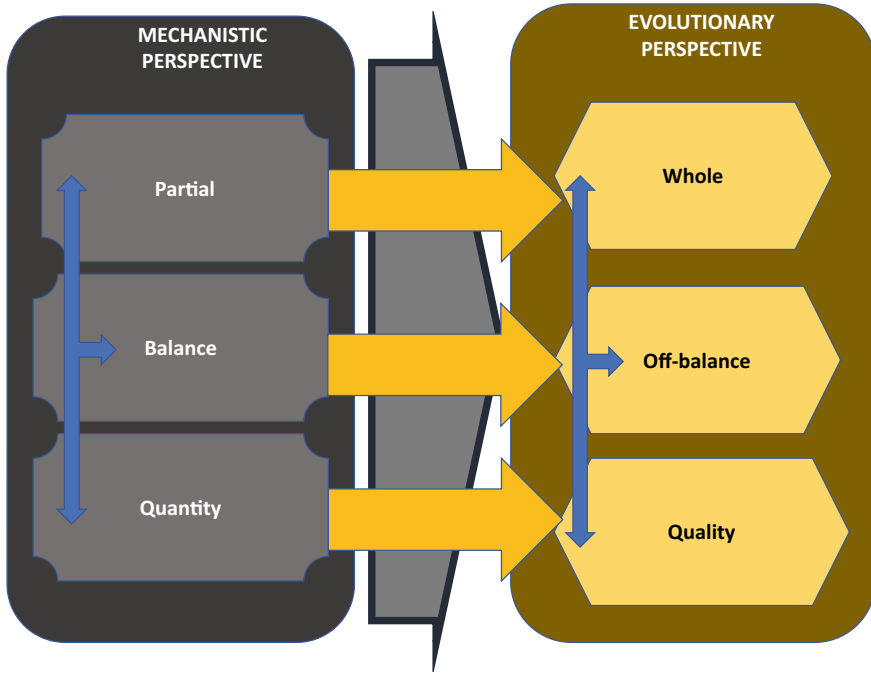 MECHANISTIC
PERSPECTIVE
Partial
Balance
Quantity
EVOLUTIONARY
PERSPECTIVE
Whole
Off-balance
Quality